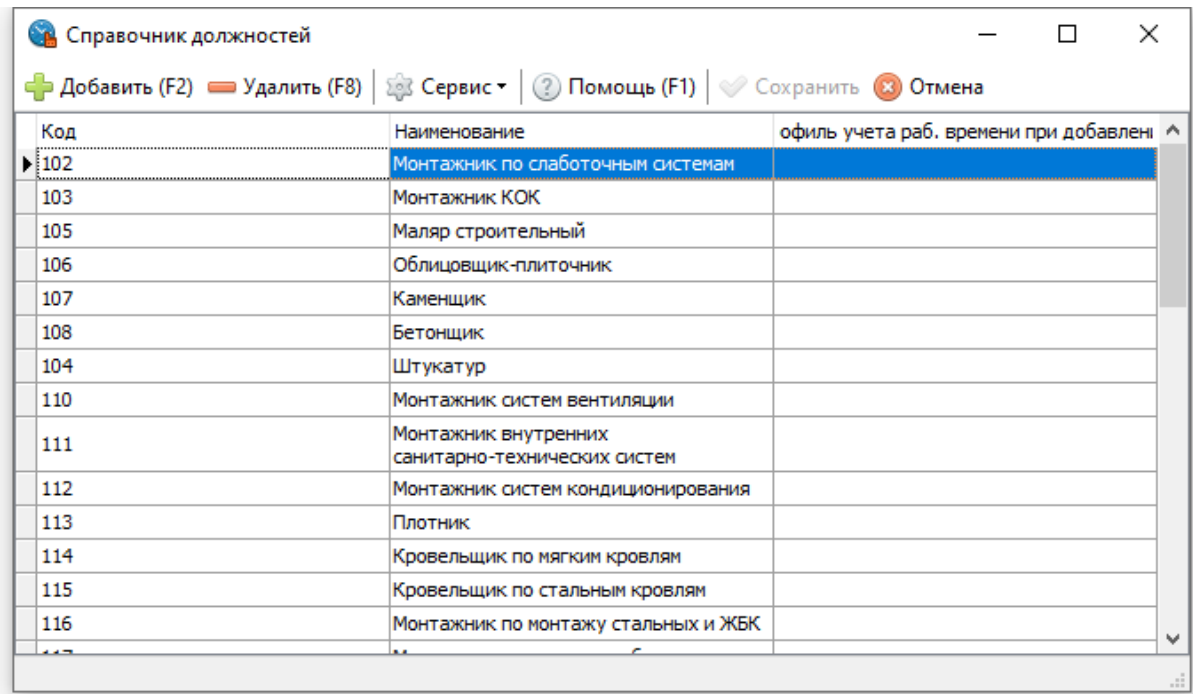 Справочник должностей
Добавить (F2) Удалить (F8) Сервис Помощь (F1) Сохранить Отмена
Код Наименование офиль учета раб. времени при добавлени
102 Монтажник по слаботочным системам
103 Монтажник КОК
105 Маляр строительный
106 Облицовщик-плиточник
107 Каменщик
108 Бетонщик
104 Штукатур
110 Монтажник систем вентиляции
111 Монтажник внутренних
санитарно-технических систем
112 Монтажник систем кондиционирования
113 Плотник
114 Кровельщик по мягким кровлям
115 Кровельщик по стальным кровлям
116 Монтажник по монтажу стальных и ЖБК